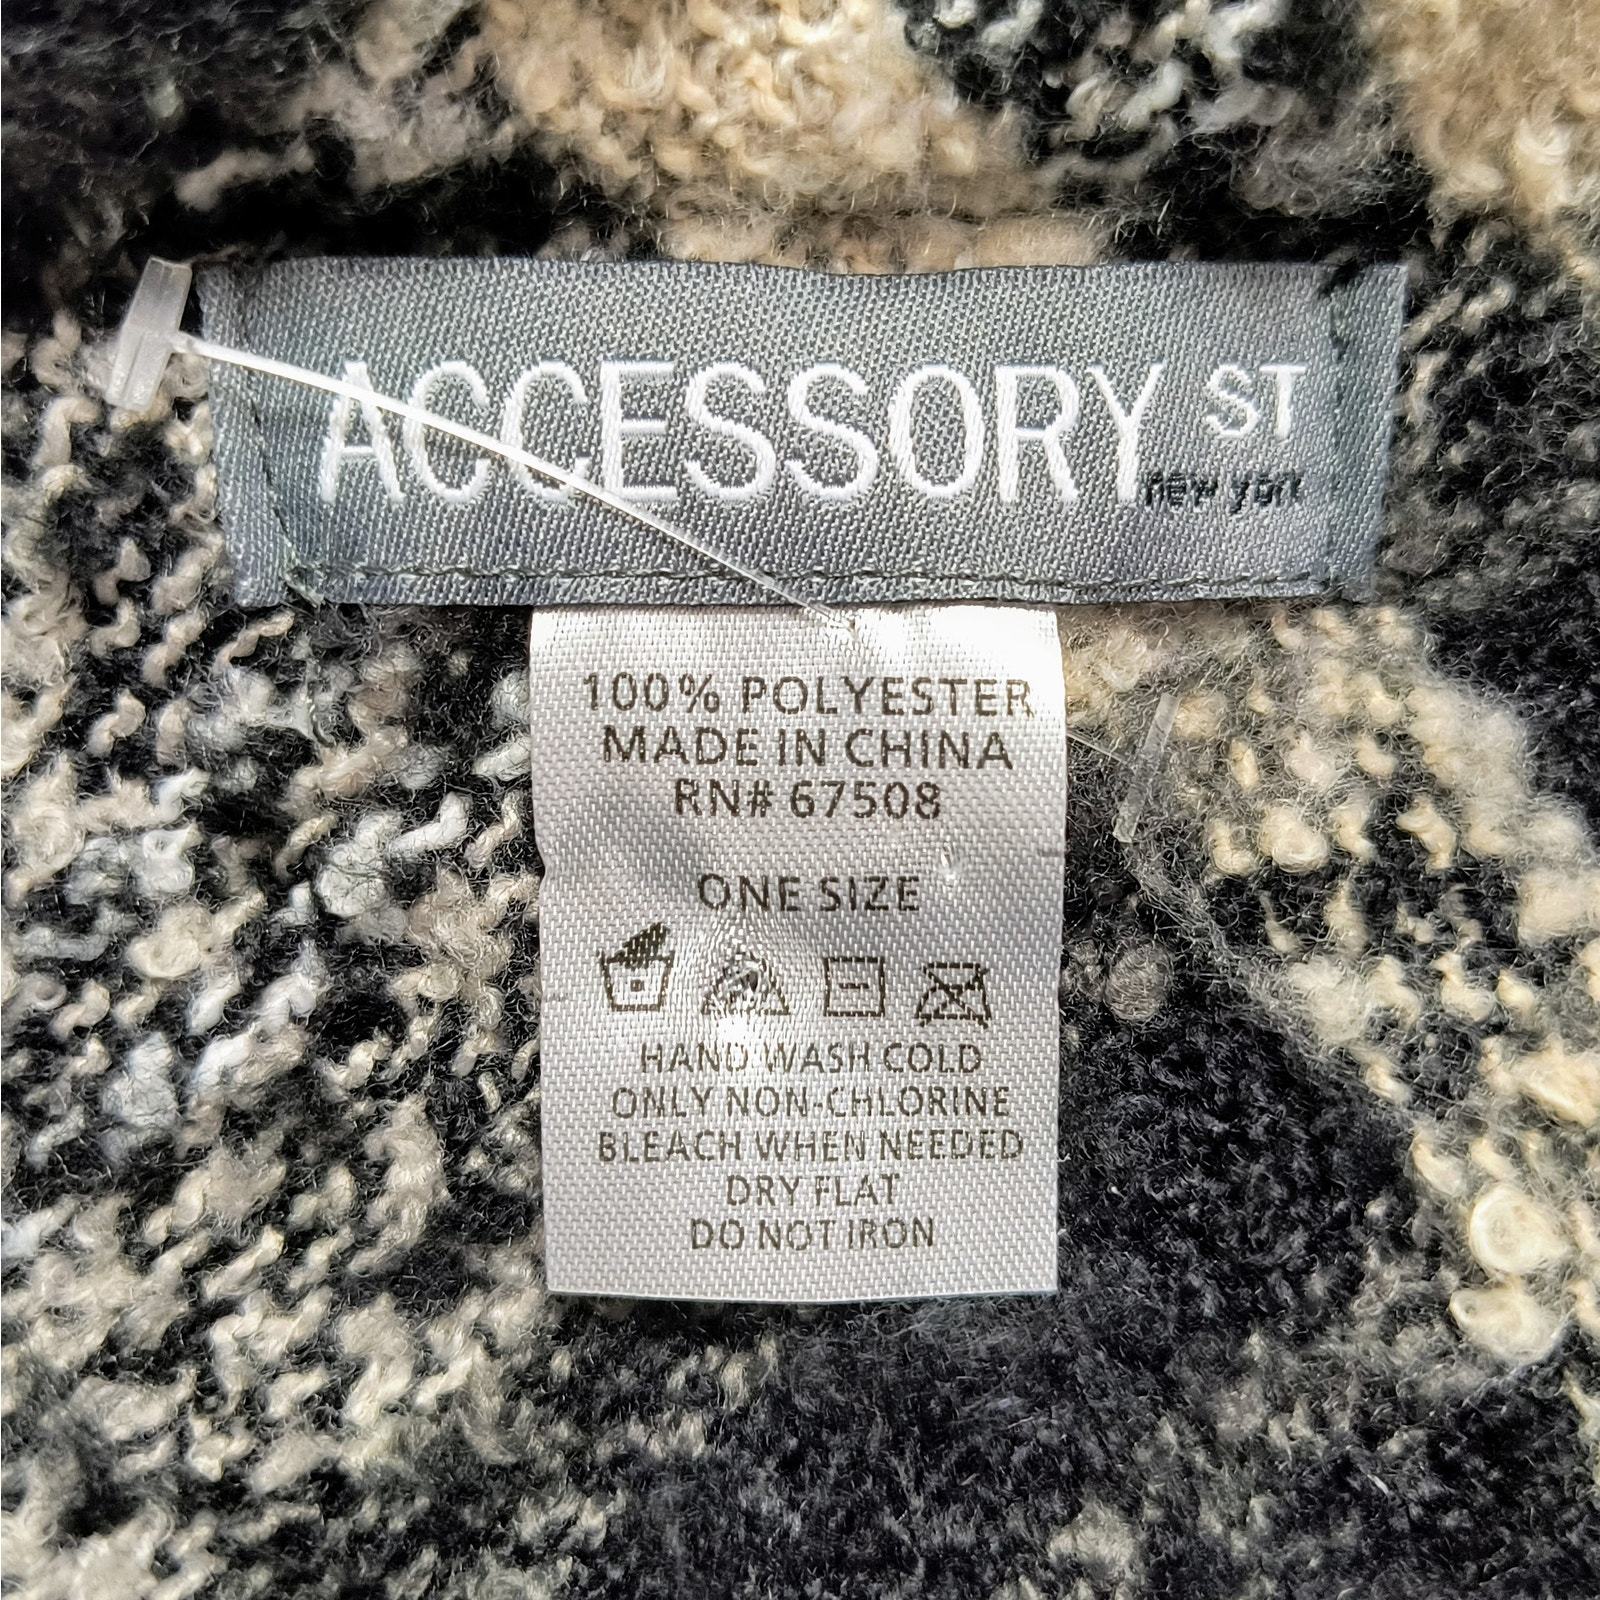 ACCESSORY ST
new york
100% POLYESTER
MADE IN CHINA
RN# 67508
ONE SIZE
HAND WASH COLD
ONLY NON-CHLORINE
BLEACH WHEN NEEDED
DRY FLAT
DO NOT IRON